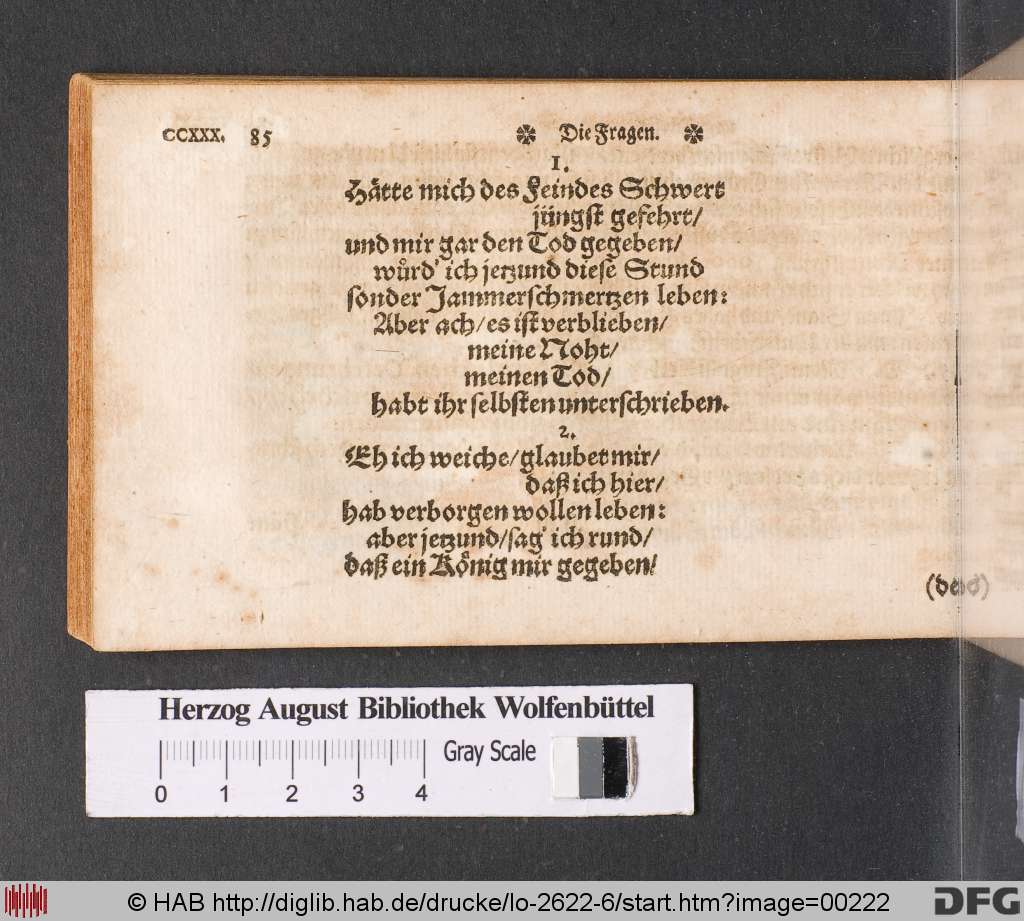 CCXXX. 85 Die Fragen.
1.
Hätte mich des Feindes Schwert
jüngst gefehrt/
und mir gar den Tod gegeben/
wůrd' ich jetzund diese Stund
sonder Jammerschmertzen leben:
Aber ach/ es ist verblieben/
meine Noht/
meinen Tod/
habt ihr selbsten unterschrieben.
2.
Eh ich weiche/ glaubet mir/
daß ich hier/
hab verborgen wollen leben:
aber jetzund/ sag' ich rund/
daß ein König mir gegeben/
Herzog August Bibliothek Wolfenbüttel
Gray Scale
0 1 2 3 4
© HAB http://diglib.hab.de/drucke/lo-2622-6/start.htm?image=00222
DFG